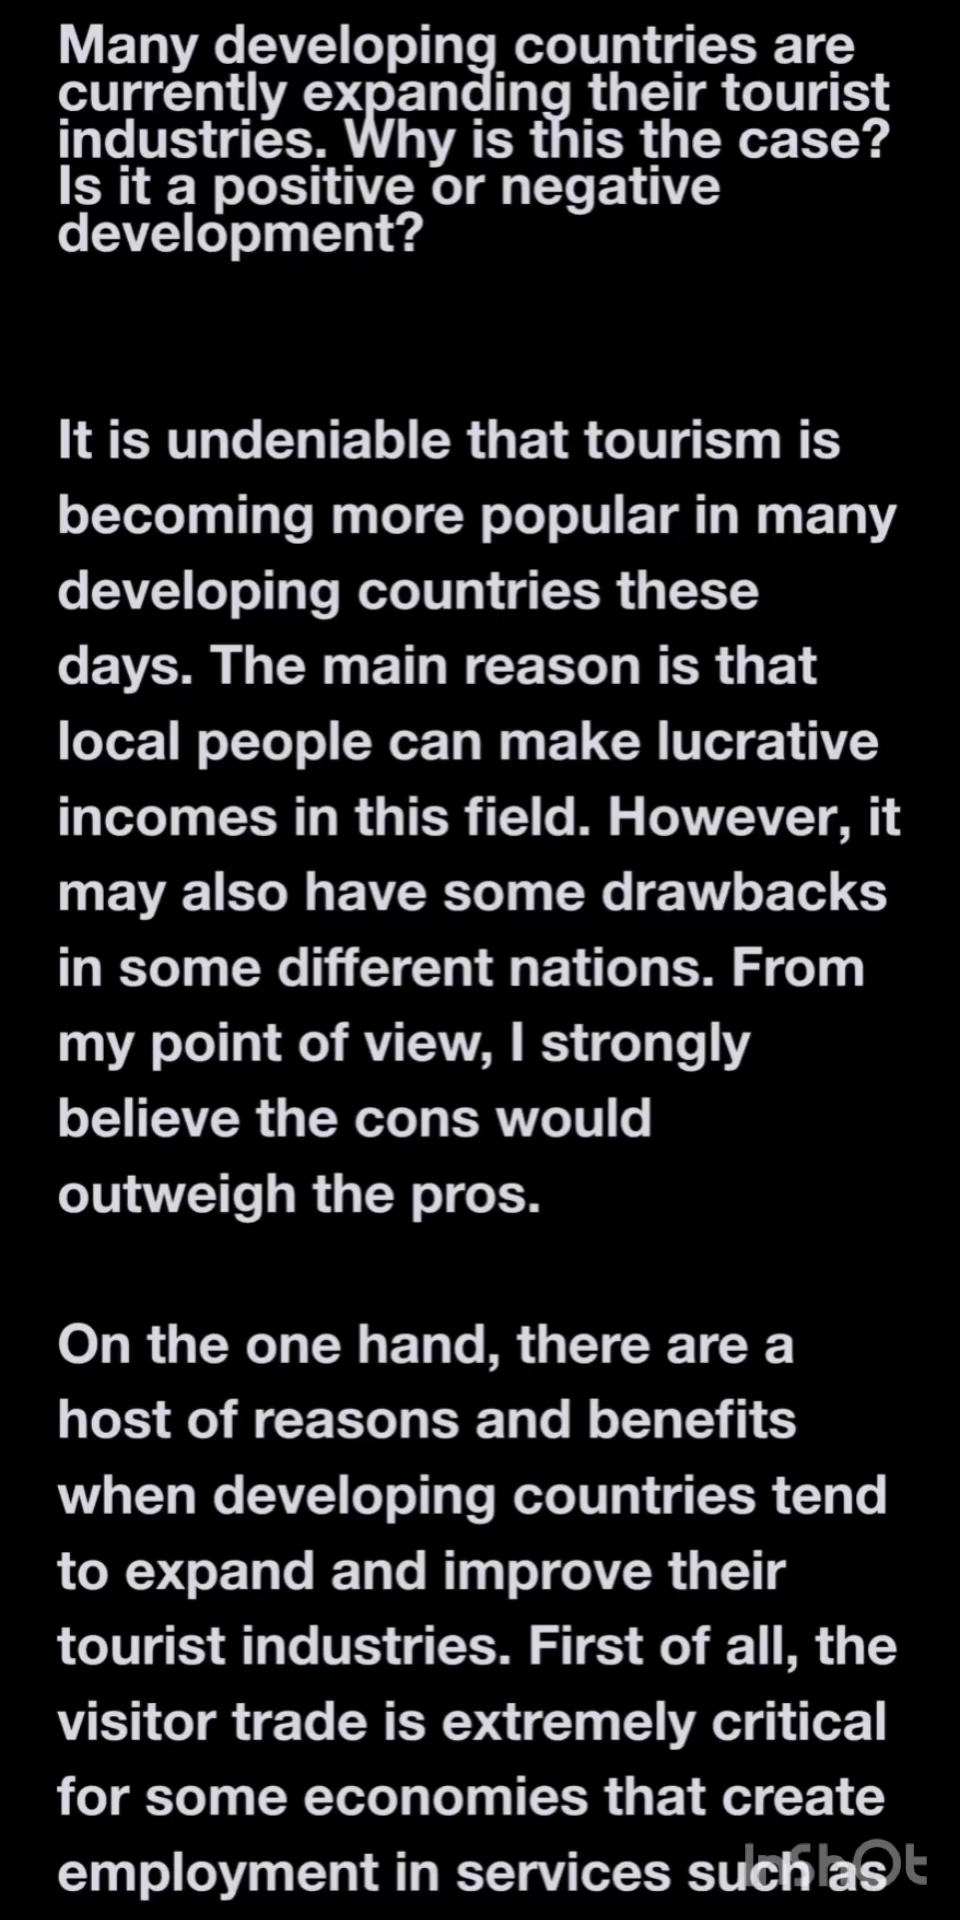 Many developing countries are
currently expanding their tourist
industries. Why is this the case?
Is it a positive or negative
development?
It is undeniable that tourism is
becoming more popular in many
developing countries these
days. The main reason is that
local people can make lucrative
incomes in this field. However, it
may also have some drawbacks
in some different nations. From
my point of view, I strongly
believe the cons would
outweigh the pros.
On the one hand, there are a
host of reasons and benefits
when developing countries tend
to expand and improve their
tourist industries. First of all, the
visitor trade is extremely critical
for some economies that create
employment in services such as
InShOt